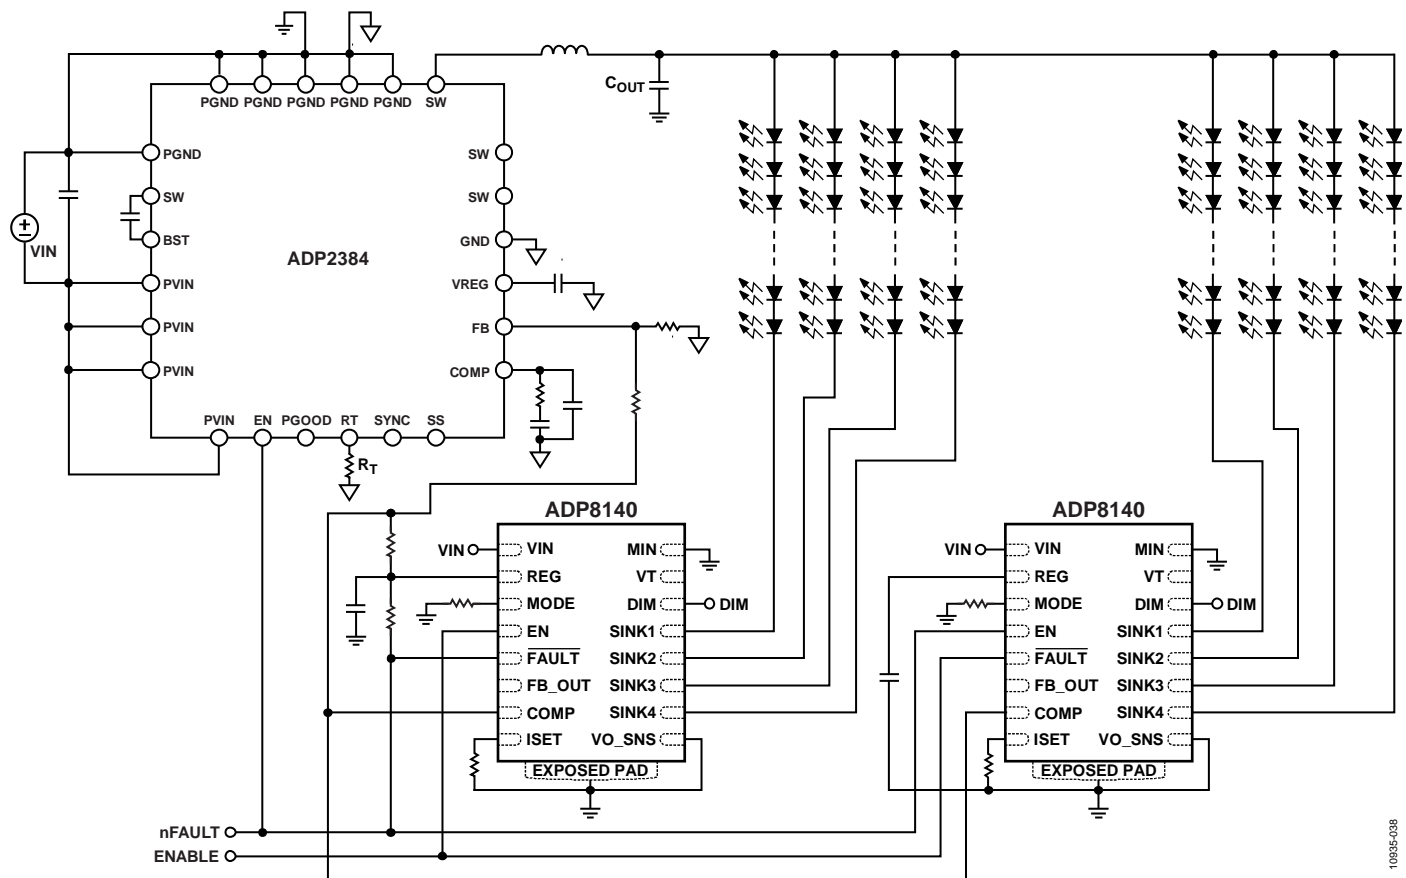 PGND PGND PGND PGND PGND SW
COUT
PGND
SW
SW
SW
VIN
BST
GND
ADP2384
PVIN
VREG
PVIN
FB
PVIN
COMP
PVIN EN PGOOD RT SYNC SS
RT
ADP8140
VIN
VIN
MIN
REG
VT
MODE
DIM
DIM
EN
SINK1
FAULT
SINK2
FB_OUT
SINK3
COMP
SINK4
ISET
VO_SNS
EXPOSED PAD
ADP8140
VIN
VIN
MIN
REG
VT
MODE
DIM
DIM
EN
SINK1
FAULT
SINK2
FB_OUT
SINK3
COMP
SINK4
ISET
VO_SNS
EXPOSED PAD
nFAULT
ENABLE
10935-038